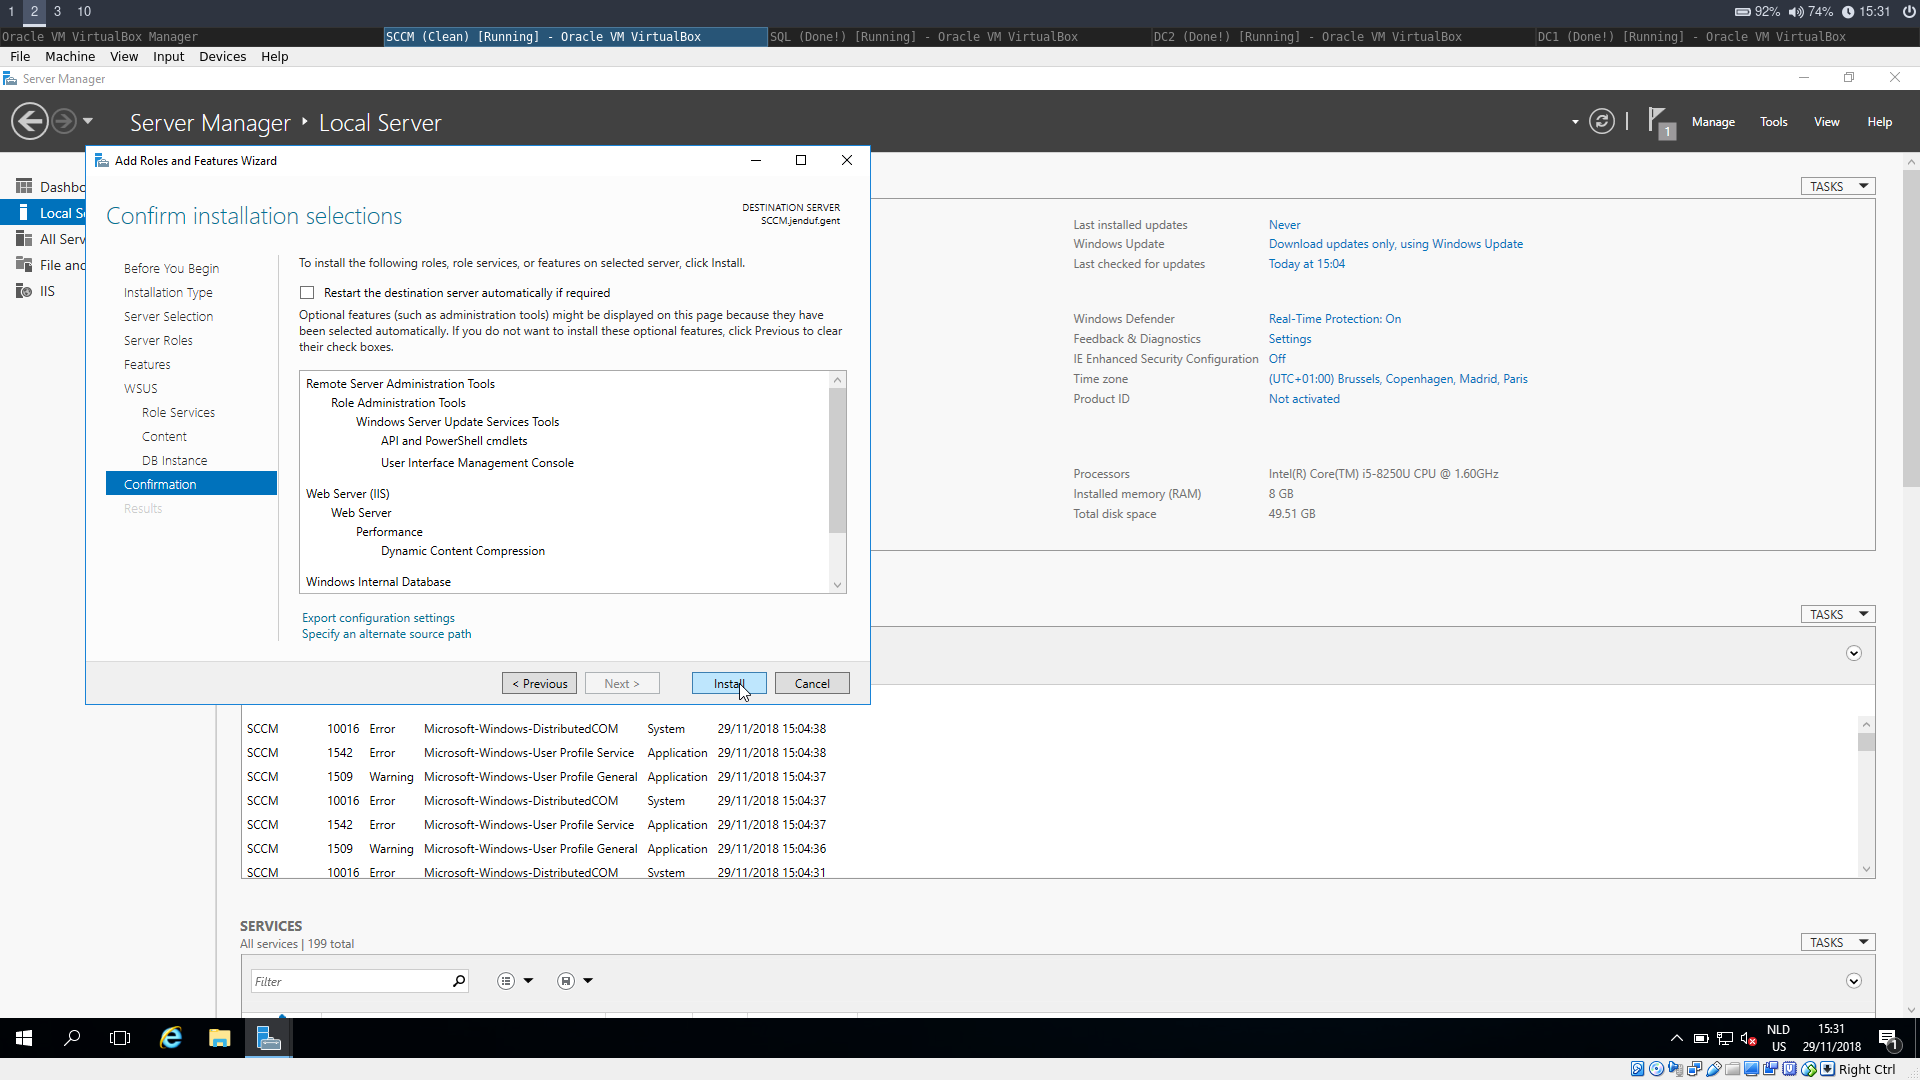 1 2 3 10
92% 74% 15:31
Oracle VM VirtualBox Manager
SCCM (Clean) [Running] - Oracle VM VirtualBox
SQL (Done!) [Running] - Oracle VM VirtualBox
DC2 (Done!) [Running] - Oracle VM VirtualBox
DC1 (Done!) [Running] - Oracle VM VirtualBox
File Machine View Input Devices Help
Server Manager
Server Manager ‣ Local Server
1
Manage Tools View Help
Dashbo
Local S
All Serv
File and
IIS
Add Roles and Features Wizard
Confirm installation selections
DESTINATION SERVER
SCCM.jenduf.gent
Before You Begin
Installation Type
Server Selection
Server Roles
Features
WSUS
Role Services
Content
DB Instance
Confirmation
Results
To install the following roles, role services, or features on selected server, click Install.
Restart the destination server automatically if required
Optional features (such as administration tools) might be displayed on this page because they have
been selected automatically. If you do not want to install these optional features, click Previous to clear
their check boxes.
Remote Server Administration Tools
Role Administration Tools
Windows Server Update Services Tools
API and PowerShell cmdlets
User Interface Management Console
Web Server (IIS)
Web Server
Performance
Dynamic Content Compression
Windows Internal Database
Export configuration settings
Specify an alternate source path
< Previous
Next >
Install
Cancel
TASKS
Last installed updates Never
Windows Update Download updates only, using Windows Update
Last checked for updates Today at 15:04
Windows Defender Real-Time Protection: On
Feedback & Diagnostics Settings
IE Enhanced Security Configuration Off
Time zone (UTC+01:00) Brussels, Copenhagen, Madrid, Paris
Product ID Not activated
Processors Intel(R) Core(TM) i5-8250U CPU @ 1.60GHz
Installed memory (RAM) 8 GB
Total disk space 49.51 GB
TASKS
SCCM 10016 Error Microsoft-Windows-DistributedCOM System 29/11/2018 15:04:38
SCCM 1542 Error Microsoft-Windows-User Profile Service Application 29/11/2018 15:04:38
SCCM 1509 Warning Microsoft-Windows-User Profile General Application 29/11/2018 15:04:37
SCCM 10016 Error Microsoft-Windows-DistributedCOM System 29/11/2018 15:04:37
SCCM 1542 Error Microsoft-Windows-User Profile Service Application 29/11/2018 15:04:37
SCCM 1509 Warning Microsoft-Windows-User Profile General Application 29/11/2018 15:04:36
SCCM 10016 Error Microsoft-Windows-DistributedCOM System 29/11/2018 15:04:31
SERVICES
All services | 199 total
TASKS
Filter
NLD
US
15:31
29/11/2018
1
Right Ctrl